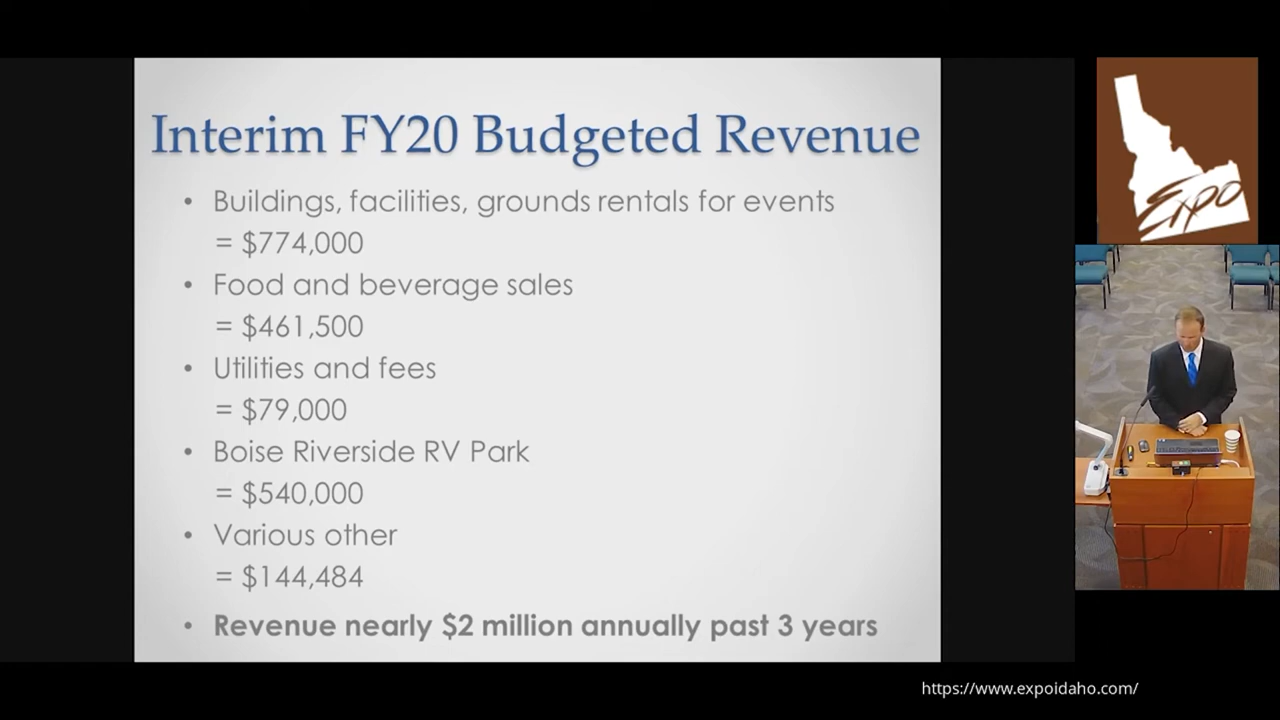 Interim FY20 Budgeted Revenue
• Buildings, facilities, grounds rentals for events
= $774,000
• Food and beverage sales
= $461,500
• Utilities and fees
= $79,000
• Boise Riverside RV Park
= $540,000
• Various other
= $144,484
• Revenue nearly $2 million annually past 3 years
Expo
https://www.expoidaho.com/